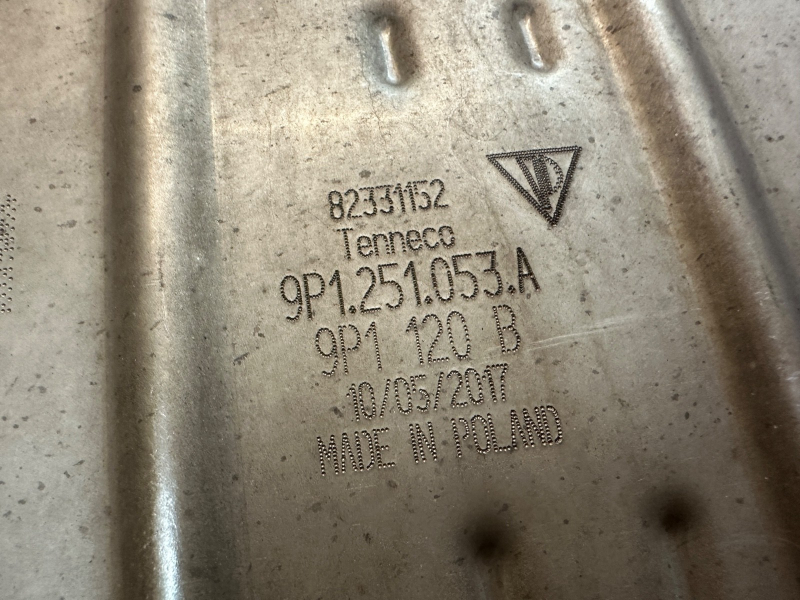 82331152
Tenneco
9P1.251.053.A
9P1 120 B
10/05/2017
MADE IN POLAND